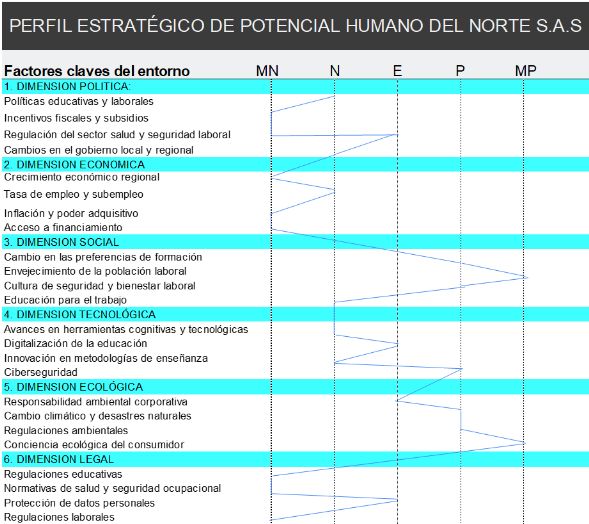 PERFIL ESTRATÉGICO DE POTENCIAL HUMANO DEL NORTE S.A.S
Factores claves del entorno MN N E P MP
1. DIMENSION POLITICA:
Políticas educativas y laborales
Incentivos fiscales y subsidios
Regulación del sector salud y seguridad laboral
Cambios en el gobierno local y regional
2. DIMENSION ECONOMICA
Crecimiento económico regional
Tasa de empleo y subempleo
Inflación y poder adquisitivo
Acceso a financiamiento
3. DIMENSION SOCIAL
Cambio en las preferencias de formación
Envejecimiento de la población laboral
Cultura de seguridad y bienestar laboral
Educación para el trabajo
4. DIMENSION TECNOLÓGICA
Avances en herramientas cognitivas y tecnológicas
Digitalización de la educación
Innovación en metodologías de enseñanza
Ciberseguridad
5. DIMENSION ECOLÓGICA
Responsabilidad ambiental corporativa
Cambio climático y desastres naturales
Regulaciones ambientales
Conciencia ecológica del consumidor
6. DIMENSION LEGAL
Regulaciones educativas
Normativas de salud y seguridad ocupacional
Protección de datos personales
Regulaciones laborales